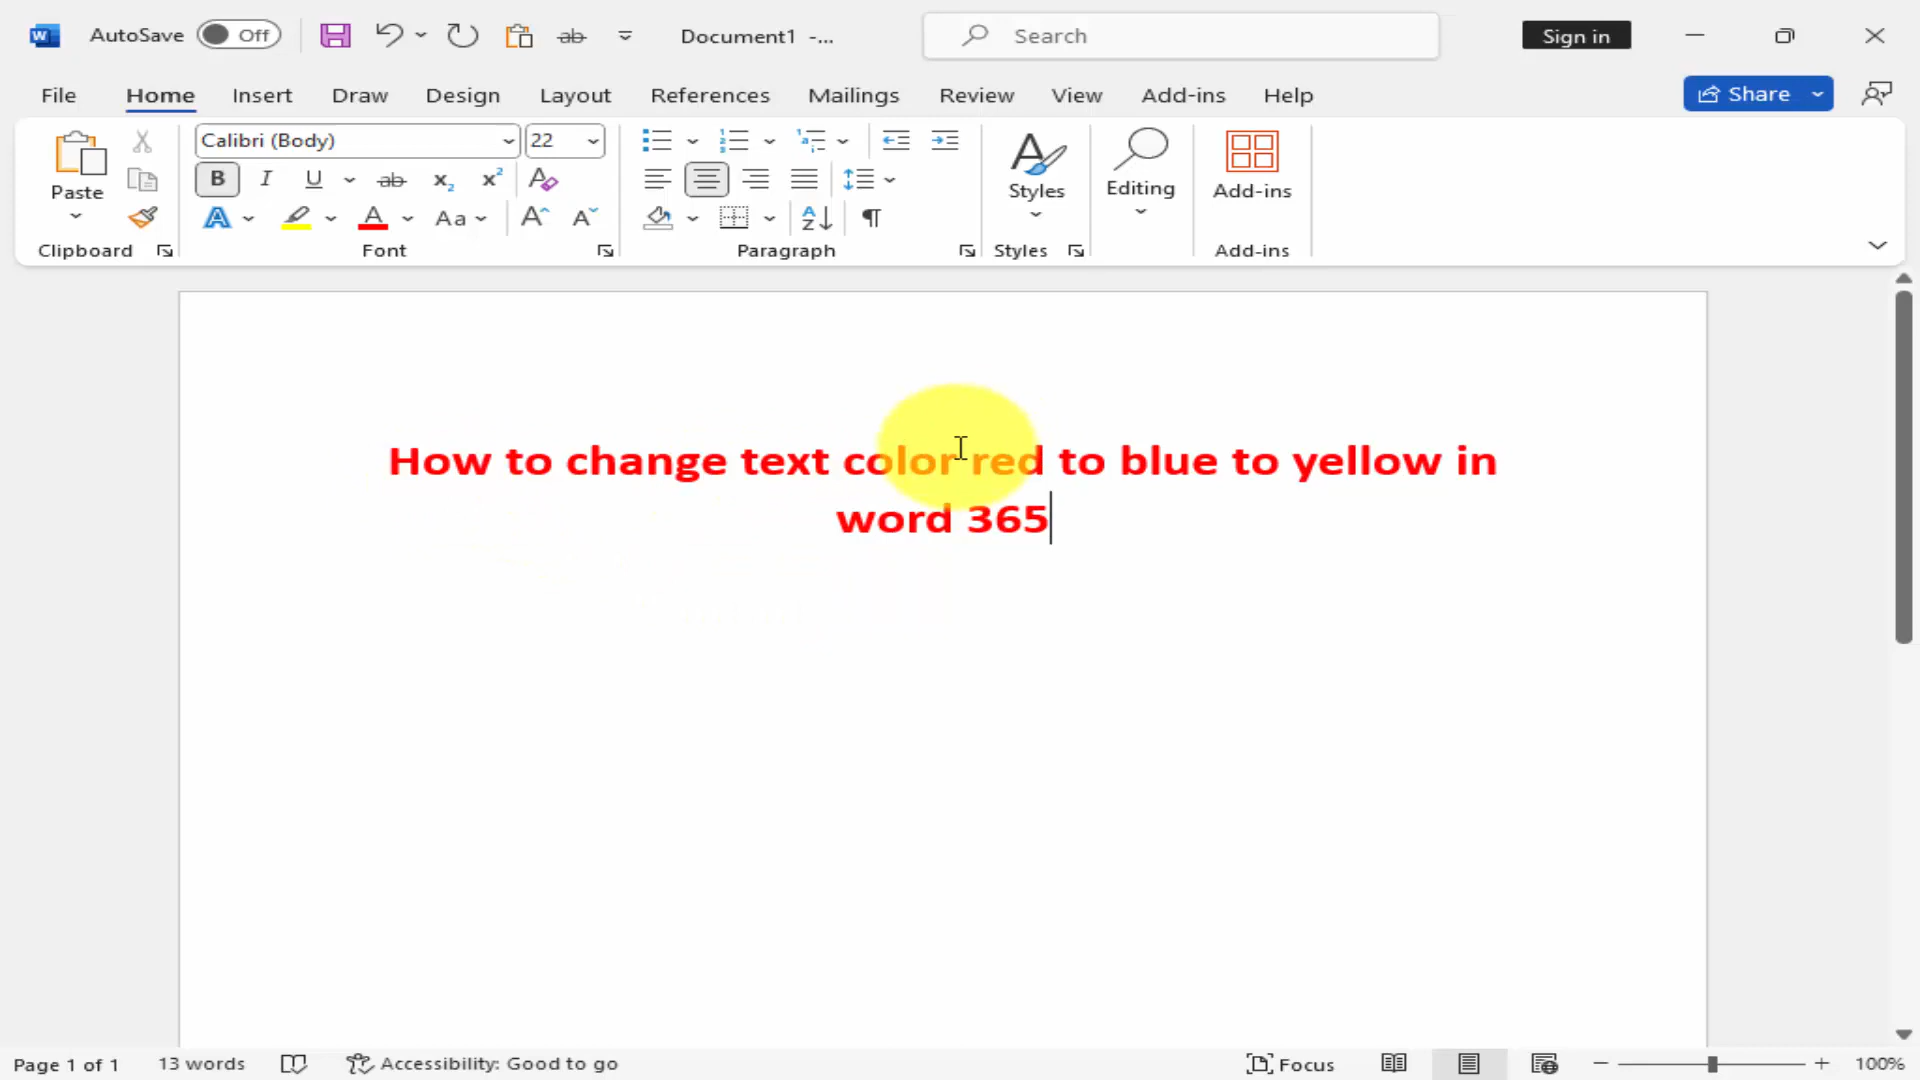 AutoSave Off Document1 -... Search Sign in
File Home Insert Draw Design Layout References Mailings Review View Add-ins Help Share
Calibri (Body) 22
Paste Styles Editing Add-ins
Clipboard Font Paragraph Styles Add-ins
How to change text color red to blue to yellow in
word 365
Page 1 of 1 13 words Accessibility: Good to go Focus 100%